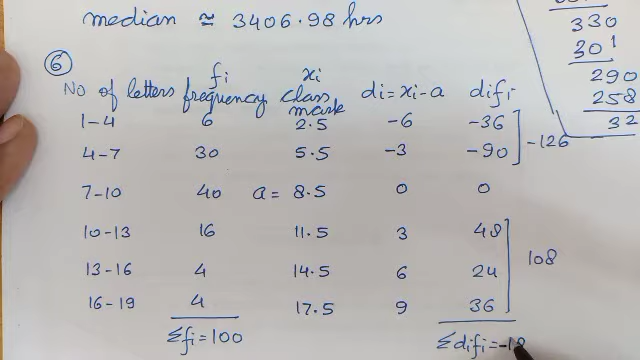 median ≃ 3406.98 hrs
330
301
290
258
32
⑥
No of letters fi frequency xi class mark di=xi-a difi
1-4 6 2.5 -6 -36
4-7 30 5.5 -3 -90 -126
7-10 40 a= 8.5 0 0
10-13 16 11.5 3 48
13-16 4 14.5 6 24 108
16-19 4 17.5 9 36
Σfi=100 Σdifi=-18